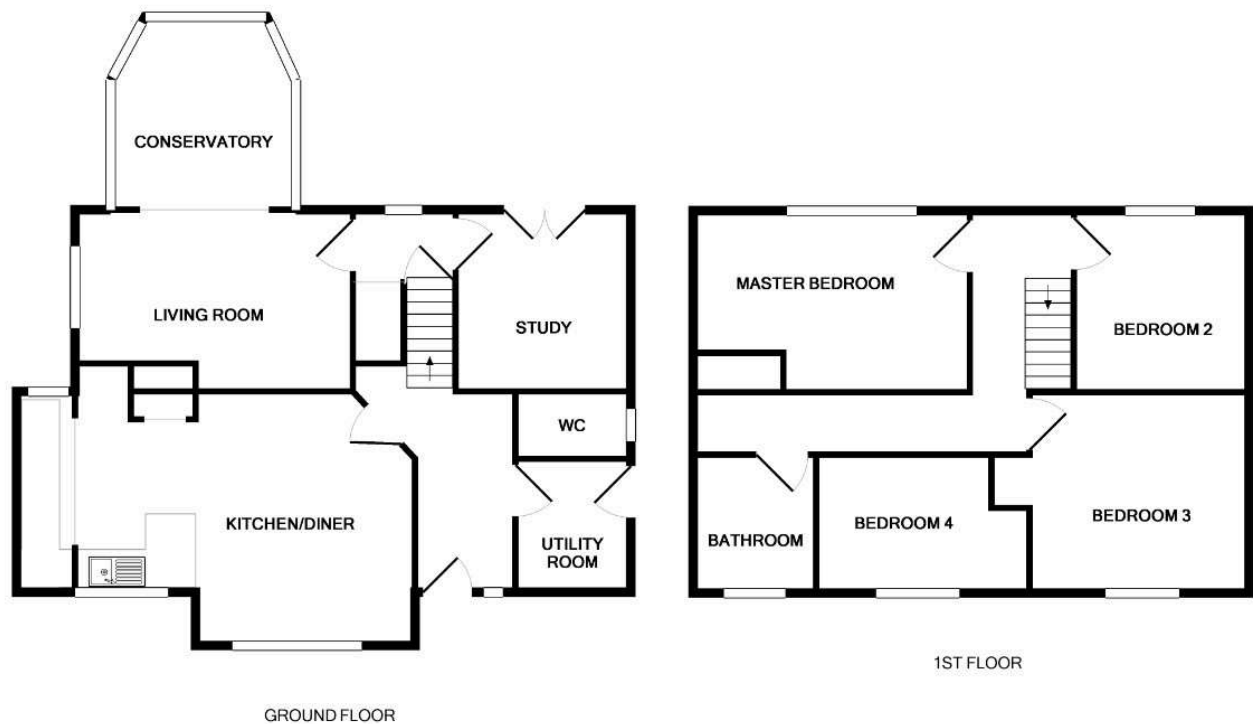 CONSERVATORY
LIVING ROOM
STUDY
WC
KITCHEN/DINER
UTILITY
ROOM
GROUND FLOOR
MASTER BEDROOM
BEDROOM 2
BATHROOM
BEDROOM 4
BEDROOM 3
1ST FLOOR